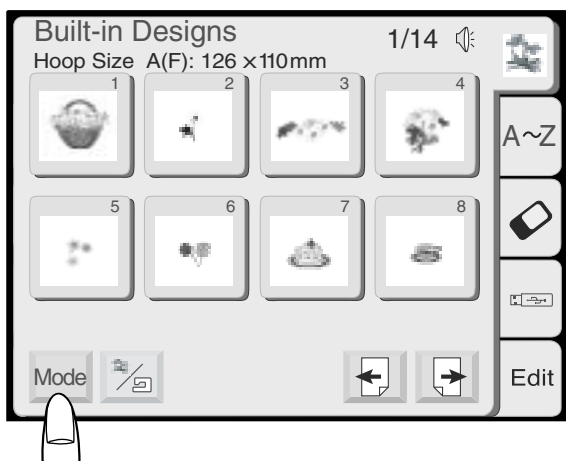 Built-in Designs 1/14
Hoop Size A(F): 126 ×110mm
1 2 3 4
A~Z
5 6 7 8
Mode
Edit